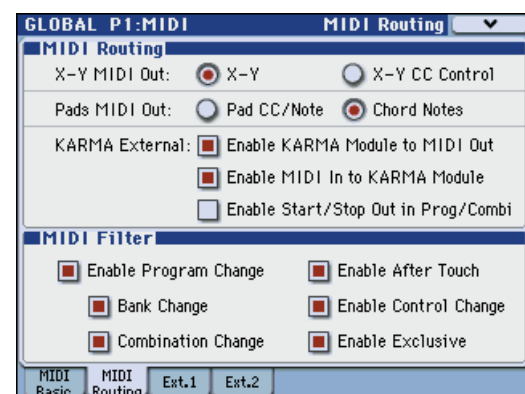 GLOBAL P1:MIDI MIDI Routing
MIDI Routing
X-Y MIDI Out: X-Y X-Y CC Control
Pads MIDI Out: Pad CC/Note Chord Notes
KARMA External: Enable KARMA Module to MIDI Out
Enable MIDI In to KARMA Module
Enable Start/Stop Out in Prog/Combi
MIDI Filter
Enable Program Change Enable After Touch
Bank Change Enable Control Change
Combination Change Enable Exclusive
MIDI Basic MIDI Routing Ext.1 Ext.2